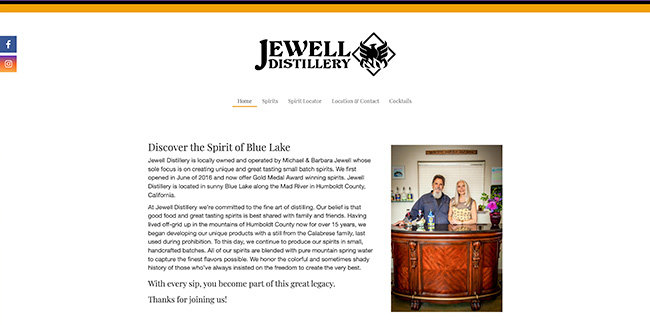 JEWELL
DISTILLERY
Home Spirits Spirit Locator Location & Contact Cocktails
Discover the Spirit of Blue Lake
Jewell Distillery is locally owned and operated by Michael & Barbara Jewell whose
sole focus is on creating unique and great tasting small batch spirits. We first
opened in June of 2016 and now offer Gold Medal Award winning spirits. Jewell
Distillery is located in sunny Blue Lake along the Mad River in Humboldt County,
California.
At Jewell Distillery we're committed to the fine art of distilling. Our belief is that
good food and great tasting spirits is best shared with family and friends. Having
lived off-grid up in the mountains of Humboldt County now for over 15 years, we
began developing our unique products with a still from the Calabrese family, last
used during prohibition. To this day, we continue to produce our spirits in small,
handcrafted batches. All of our spirits are blended with pure mountain spring water
to capture the finest flavors possible. We honor the colorful and sometimes shady
history of those who've always insisted on the freedom to create the very best.
With every sip, you become part of this great legacy.
Thanks for joining us!